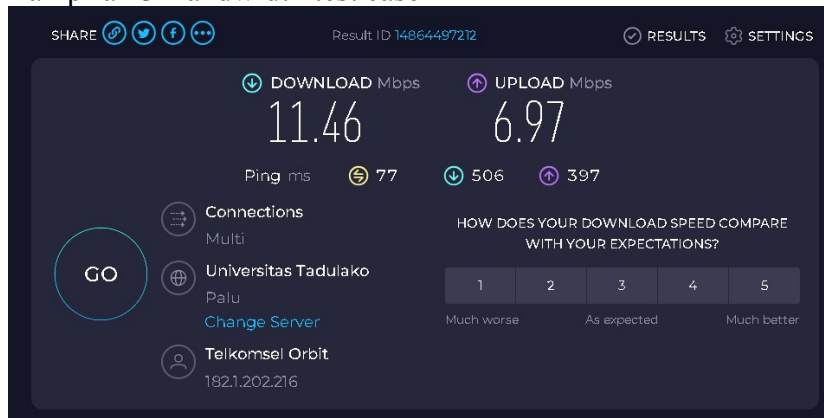 SHARE Result ID 14864497212 RESULTS SETTINGS
DOWNLOAD Mbps UPLOAD Mbps
11.46 6.97
Ping ms 77 506 397
Connections
Multi
HOW DOES YOUR DOWNLOAD SPEED COMPARE
WITH YOUR EXPECTATIONS?
GO
Universitas Tadulako
Palu
Change Server
1 2 3 4 5
Much worse As expected Much better
Telkomsel Orbit
182.1.202.216